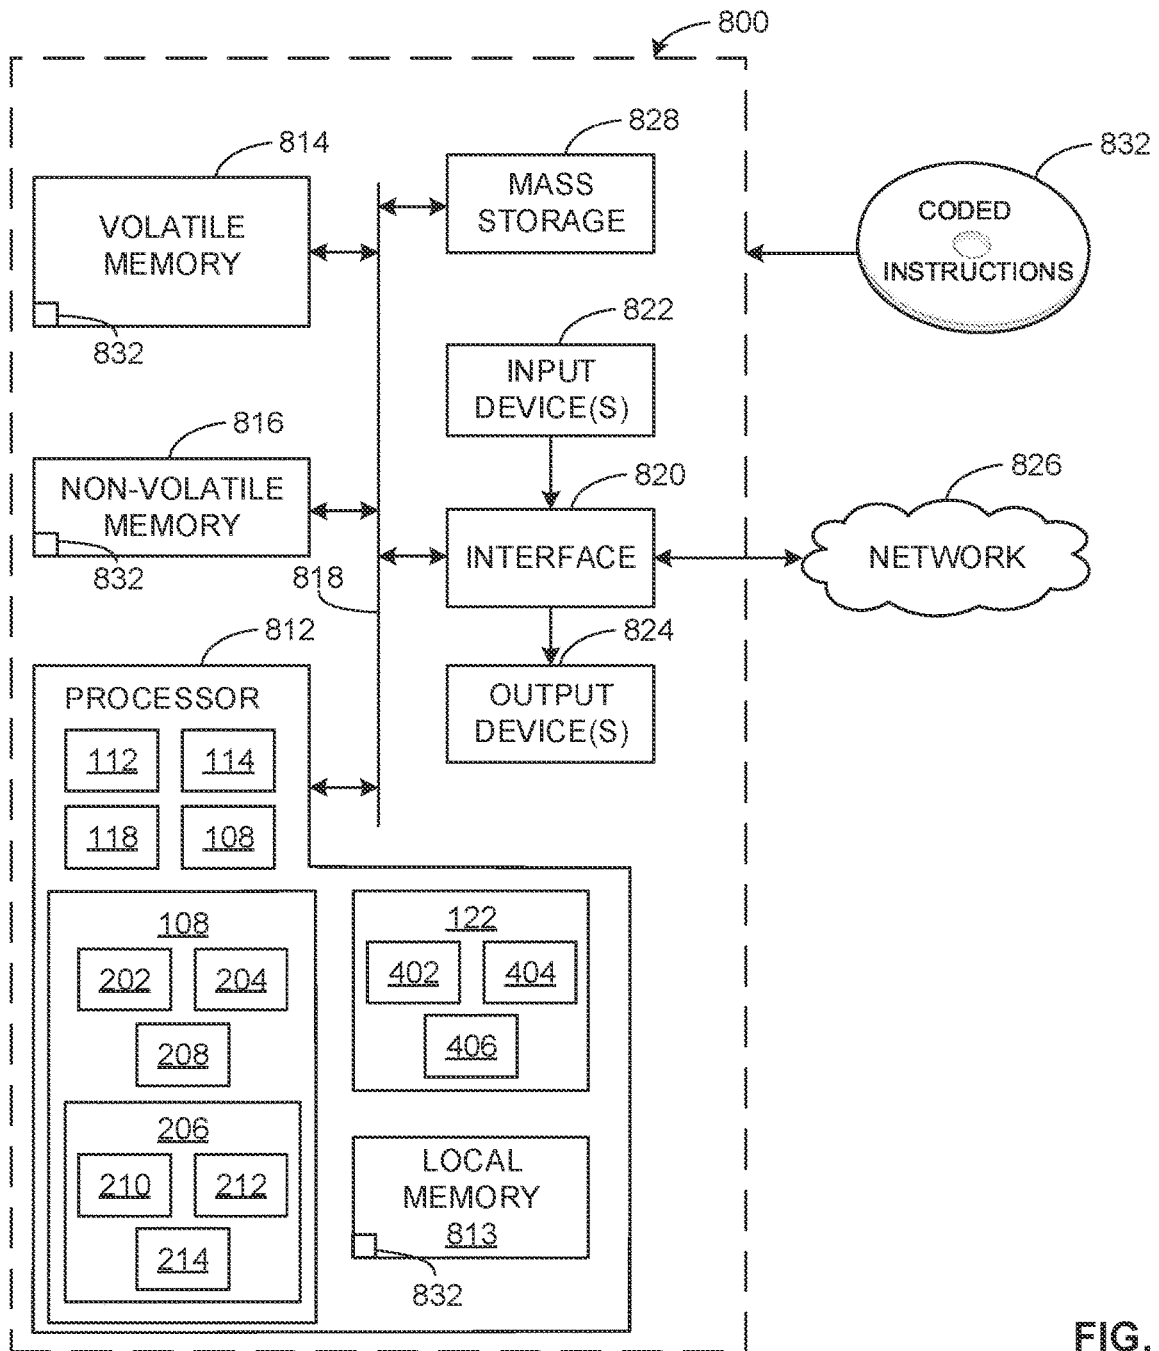 800
814
828
832
VOLATILE
MEMORY
832
MASS
STORAGE
CODED
INSTRUCTIONS
822
INPUT
DEVICE(S)
816
NON-VOLATILE
MEMORY
832
820
INTERFACE
826
NETWORK
818
812
824
OUTPUT
DEVICE(S)
PROCESSOR
112
114
118
108
108
202
204
208
206
210
212
214
122
402
404
406
LOCAL
MEMORY
813
832
FIG.